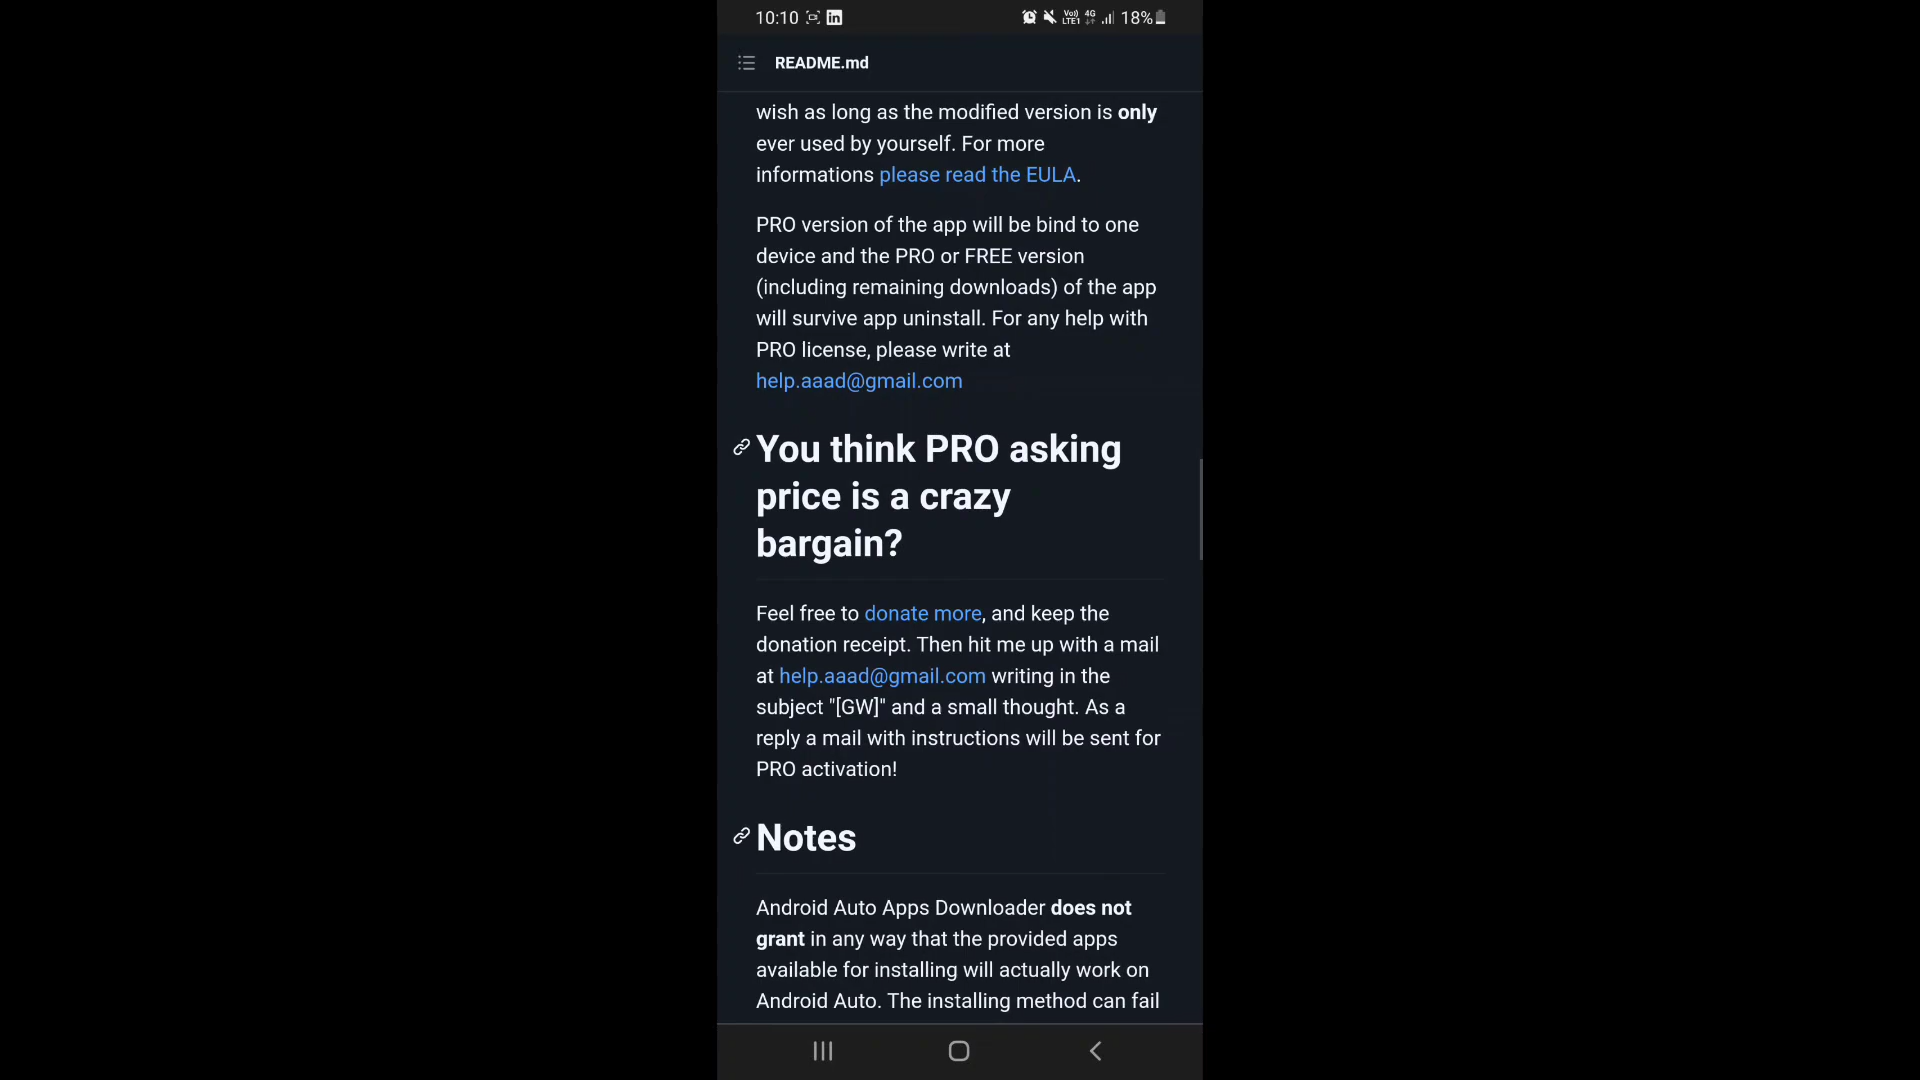 10:10 in Vo) LTE1 4G 18%
README.md
wish as long as the modified version is only
ever used by yourself. For more
informations please read the EULA.
PRO version of the app will be bind to one
device and the PRO or FREE version
(including remaining downloads) of the app
will survive app uninstall. For any help with
PRO license, please write at
help.aaad@gmail.com
You think PRO asking
price is a crazy
bargain?
Feel free to donate more, and keep the
donation receipt. Then hit me up with a mail
at help.aaad@gmail.com writing in the
subject "[GW]" and a small thought. As a
reply a mail with instructions will be sent for
PRO activation!
Notes
Android Auto Apps Downloader does not
grant in any way that the provided apps
available for installing will actually work on
Android Auto. The installing method can fail